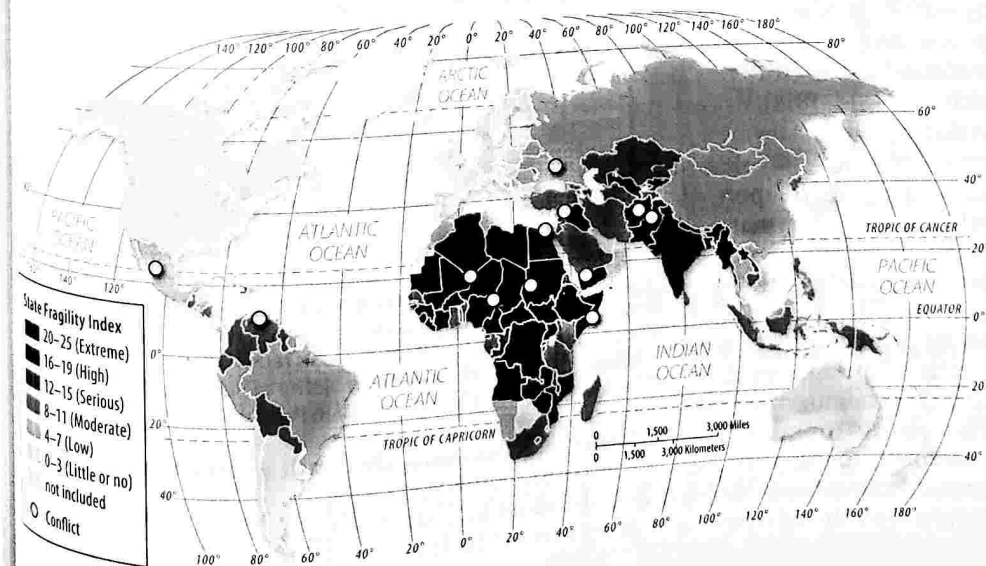 140° 120° 100° 80° 60° 40° 20° 0° 20° 40° 60° 80° 100° 120° 140° 160° 180°
80°
ARCTIC
OCEAN
60°
40°
PACIFIC
OCEAN
ATLANTIC
OCEAN
TROPIC OF CANCER
20°
140°
120°
PACIFIC
OCEAN
EQUATOR
0°
State Fragility Index
20–25 (Extreme)
16–19 (High)
12–15 (Serious)
8–11 (Moderate)
4–7 (Low)
0–3 (Little or no)
not included
Conflict
0°
ATLANTIC
OCEAN
INDIAN
OCEAN
20°
20°
TROPIC OF CAPRICORN
0 1,500 3,000 Miles
0 1,500 3,000 Kilometers
40°
40°
100° 80° 60° 40° 20° 0° 20° 40° 60° 80° 100° 120° 140° 160° 180°